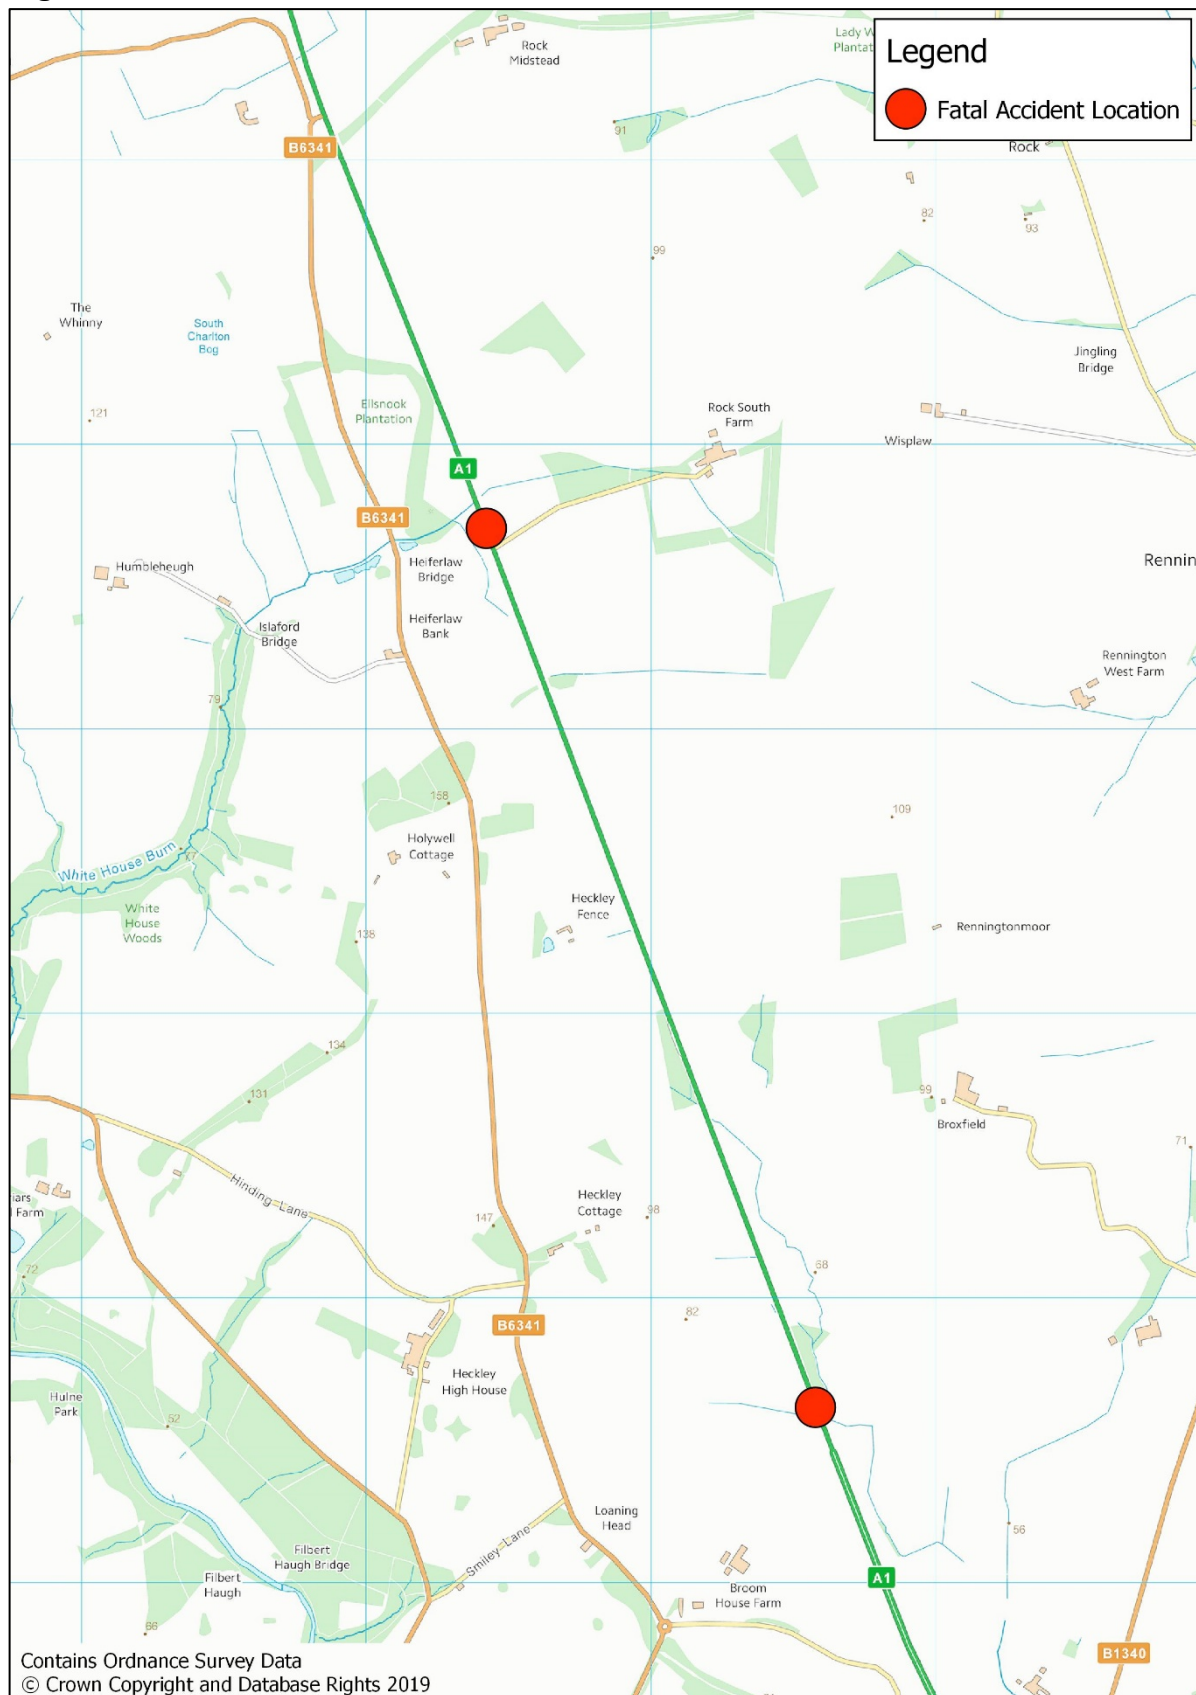 Rock
Midstead
Lady W
Plantat
Legend
Fatal Accident Location
B6341
91
Rock
82
93
99
The
Whinny
South
Charlton
Bog
Jingling
Bridge
121
Ellsnook
Plantation
Rock South
Farm
Wisplaw
A1
B6341
Humbleheugh
Heiferlaw
Bridge
Rennin
Islaford
Bridge
Heiferlaw
Bank
Rennington
West Farm
79
158
109
Holywell
Cottage
White House Burn
White
House
Woods
Heckley
Fence
138
Renningtonmoor
134
131
99
Broxfield
71
Hinding Lane
iars
l Farm
Heckley
Cottage
147
98
72
68
82
B6341
Heckley
High House
Hulne
Park
52
Loaning
Head
56
Smiley Lane
Filbert
Haugh Bridge
Filbert
Haugh
A1
Broom
House Farm
66
B1340
Contains Ordnance Survey Data
© Crown Copyright and Database Rights 2019